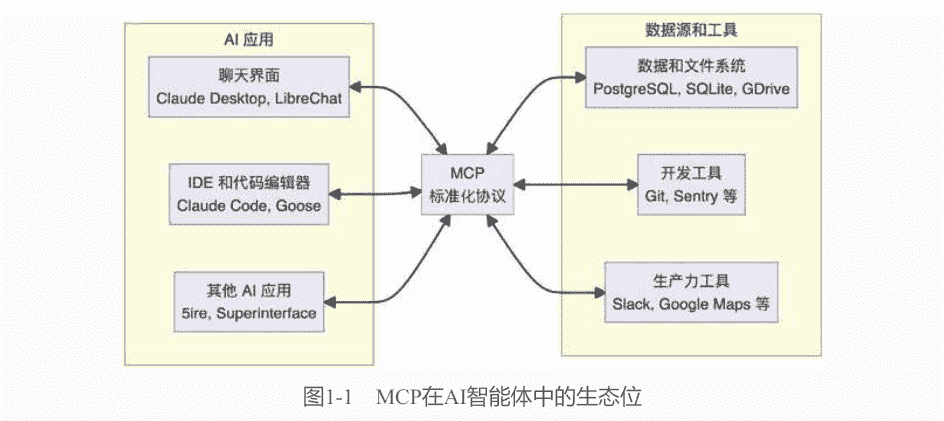 AI 应用
聊天界面
Claude Desktop, LibreChat
IDE 和代码编辑器
Claude Code, Goose
其他 AI 应用
5ire, Superinterface
MCP
标准化协议
数据源和工具
数据和文件系统
PostgreSQL, SQLite, GDrive
开发工具
Git, Sentry 等
生产力工具
Slack, Google Maps 等
图1-1 MCP在AI智能体中的生态位